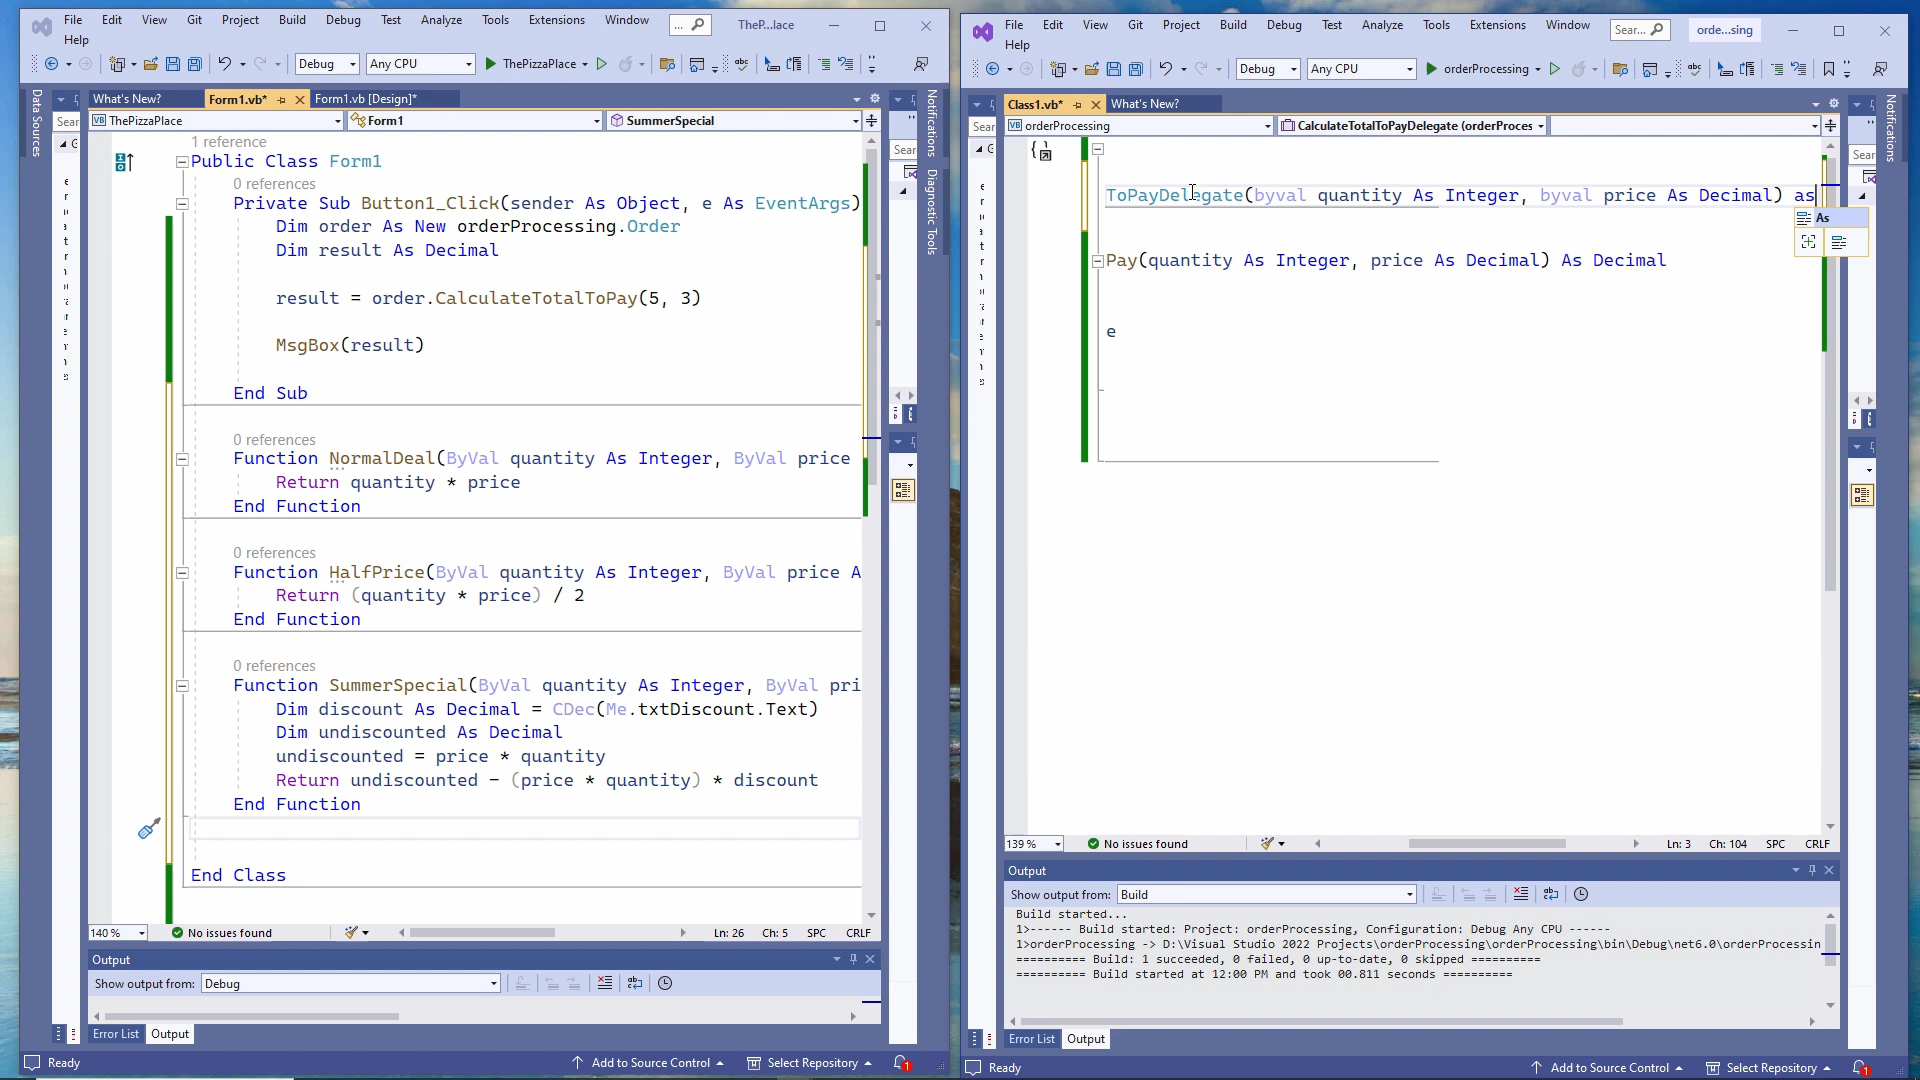 File Edit View Git Project Build Debug Test Analyze Tools Extensions Window ... TheP...lace
Help
Debug Any CPU ThePizzaPlace
Data Sources
What's New? Form1.vb* Form1.vb [Design]*
Sear
ThePizzaPlace Form1 SummerSpecial
1 reference
Public Class Form1
0 references
Private Sub Button1_Click(sender As Object, e As EventArgs)
Dim order As New orderProcessing.Order
Dim result As Decimal
result = order.CalculateTotalToPay(5, 3)
MsgBox(result)
End Sub
0 references
Function NormalDeal(ByVal quantity As Integer, ByVal price
Return quantity * price
End Function
0 references
Function HalfPrice(ByVal quantity As Integer, ByVal price A
Return (quantity * price) / 2
End Function
0 references
Function SummerSpecial(ByVal quantity As Integer, ByVal pri
Dim discount As Decimal = CDec(Me.txtDiscount.Text)
Dim undiscounted As Decimal
undiscounted = price * quantity
Return undiscounted - (price * quantity) * discount
End Function
End Class
140 % No issues found Ln: 26 Ch: 5 SPC CRLF
Output
Show output from: Debug
Error List Output
Ready Add to Source Control Select Repository 1
Notifications
Diagnostic Tools
Sear
File Edit View Git Project Build Debug Test Analyze Tools Extensions Window Sear... orde...sing
Help
Debug Any CPU orderProcessing
Class1.vb* What's New?
Sear
orderProcessing CalculateTotalToPayDelegate (orderProces
ToPayDelegate(byval quantity As Integer, byval price As Decimal) as
As
Pay(quantity As Integer, price As Decimal) As Decimal
e
139 % No issues found Ln: 3 Ch: 104 SPC CRLF
Output
Show output from: Build
Build started...
1>------ Build started: Project: orderProcessing, Configuration: Debug Any CPU ------
1>orderProcessing -> D:\Visual Studio 2022 Projects\orderProcessing\orderProcessing\bin\Debug\net6.0\orderProcessin
========== Build: 1 succeeded, 0 failed, 0 up-to-date, 0 skipped ==========
========== Build started at 12:00 PM and took 00.811 seconds ==========
Error List Output
Ready Add to Source Control Select Repository 1
Notifications
Sear